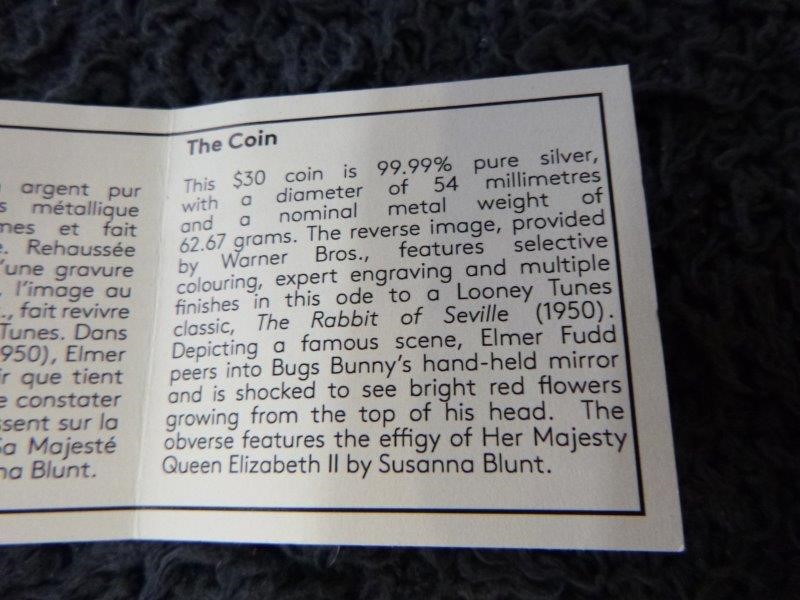 argent pur
métallique
et fait
Rehaussée
'une gravure
, l'image au
., fait revivre
Tunes. Dans
950), Elmer
que tient
constater
sur la
Sa Majesté
Blunt.
The Coin
This $30 coin is 99.99% pure silver,
with a diameter of 54 millimetres
and a nominal metal weight of
62.67 grams. The reverse image, provided
by Warner Bros., features selective
colouring, expert engraving and multiple
finishes in this ode to a Looney Tunes
classic, The Rabbit of Seville (1950).
Depicting a famous scene, Elmer Fudd
peers into Bugs Bunny's hand-held mirror
and is shocked to see bright red flowers
growing from the top of his head. The
obverse features the effigy of Her Majesty
Queen Elizabeth II by Susanna Blunt.